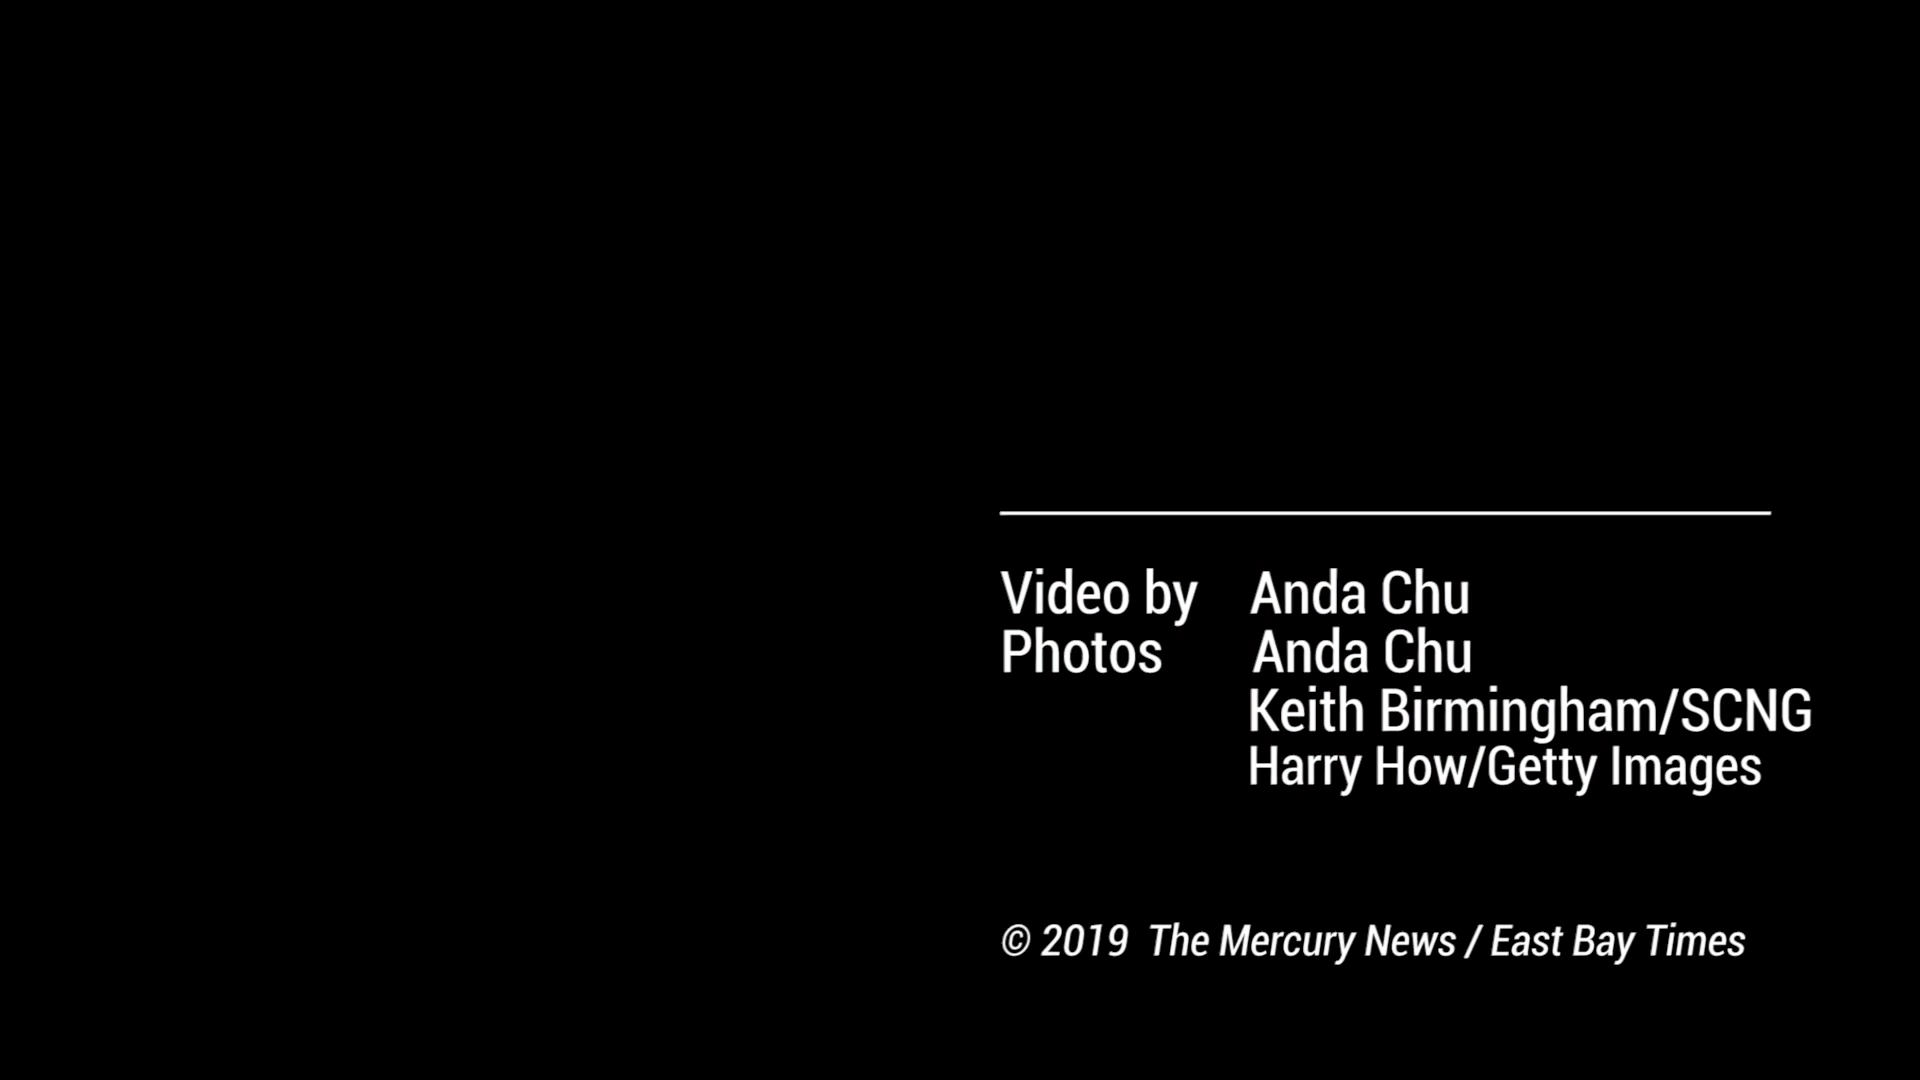 Video by Anda Chu
Photos Anda Chu
Keith Birmingham/SCNG
Harry How/Getty Images
© 2019 The Mercury News / East Bay Times